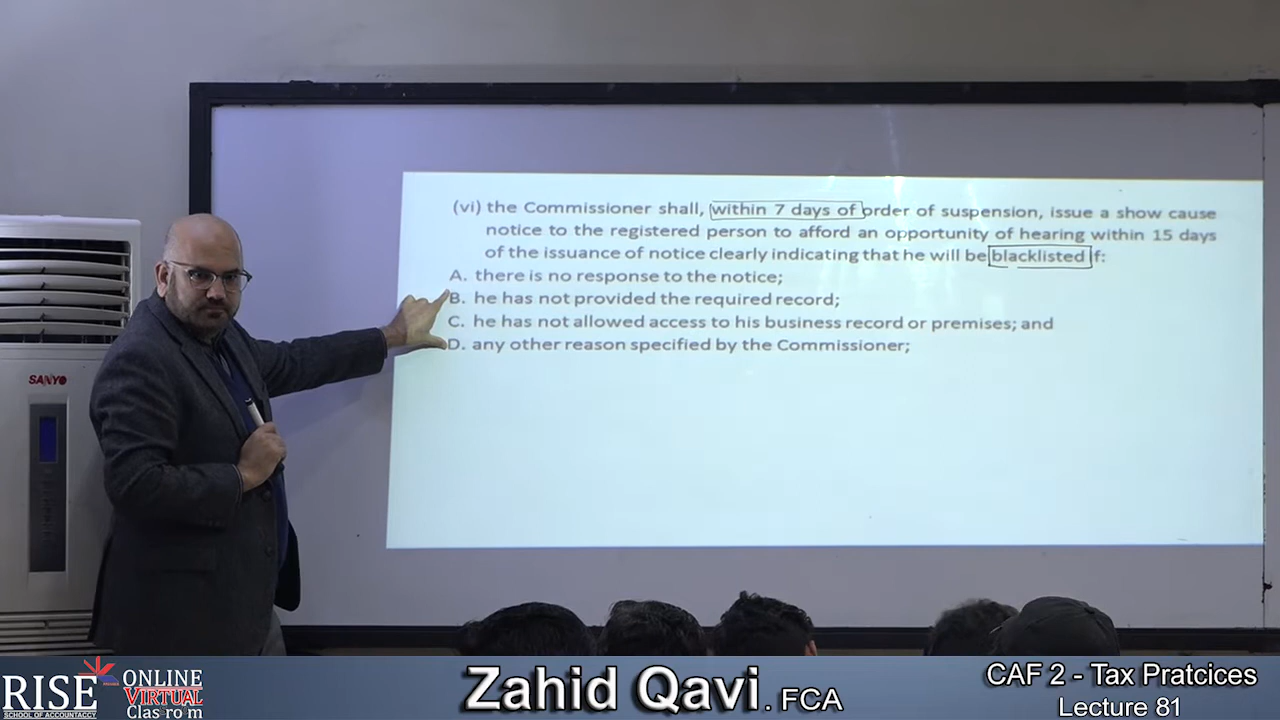 (vi) the Commissioner shall, within 7 days of order of suspension, issue a show cause
notice to the registered person to afford an opportunity of hearing within 15 days
of the issuance of notice clearly indicating that he will be blacklisted if:
A. there is no response to the notice;
B. he has not provided the required record;
C. he has not allowed access to his business record or premises; and
D. any other reason specified by the Commissioner;
SANYO
RISE
SCHOOL OF ACCOUNTACCY
ONLINE
VIRTUAL
Clas ro m
Zahid Qavi . FCA
CAF 2 - Tax Pratcices
Lecture 81